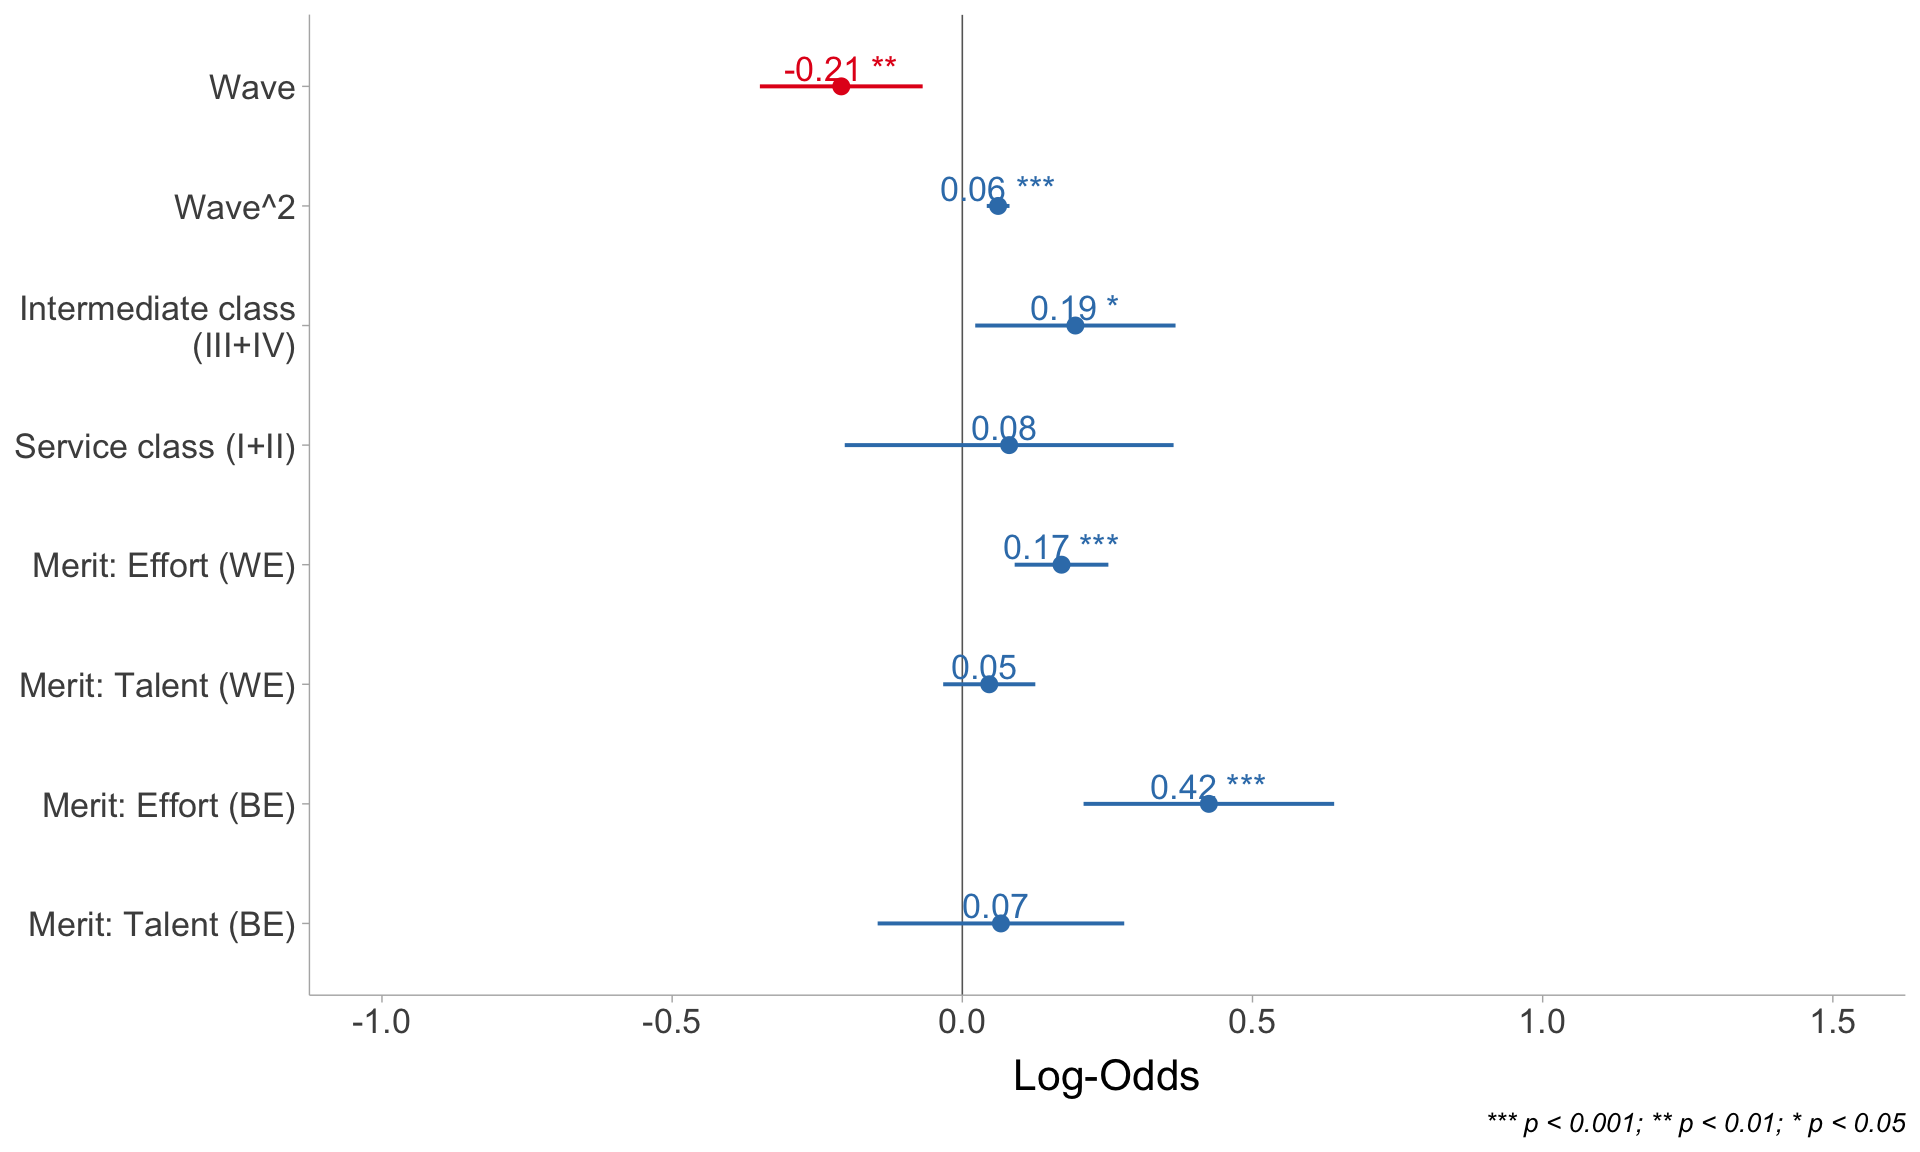 Wave
-0.21 **
Wave^2
0.06 ***
Intermediate class
(III+IV)
0.19 *
Service class (I+II)
0.08
Merit: Effort (WE)
0.17 ***
Merit: Talent (WE)
0.05
Merit: Effort (BE)
0.42 ***
Merit: Talent (BE)
0.07
-1.0 -0.5 0.0 0.5 1.0 1.5
Log-Odds
*** p < 0.001; ** p < 0.01; * p < 0.05